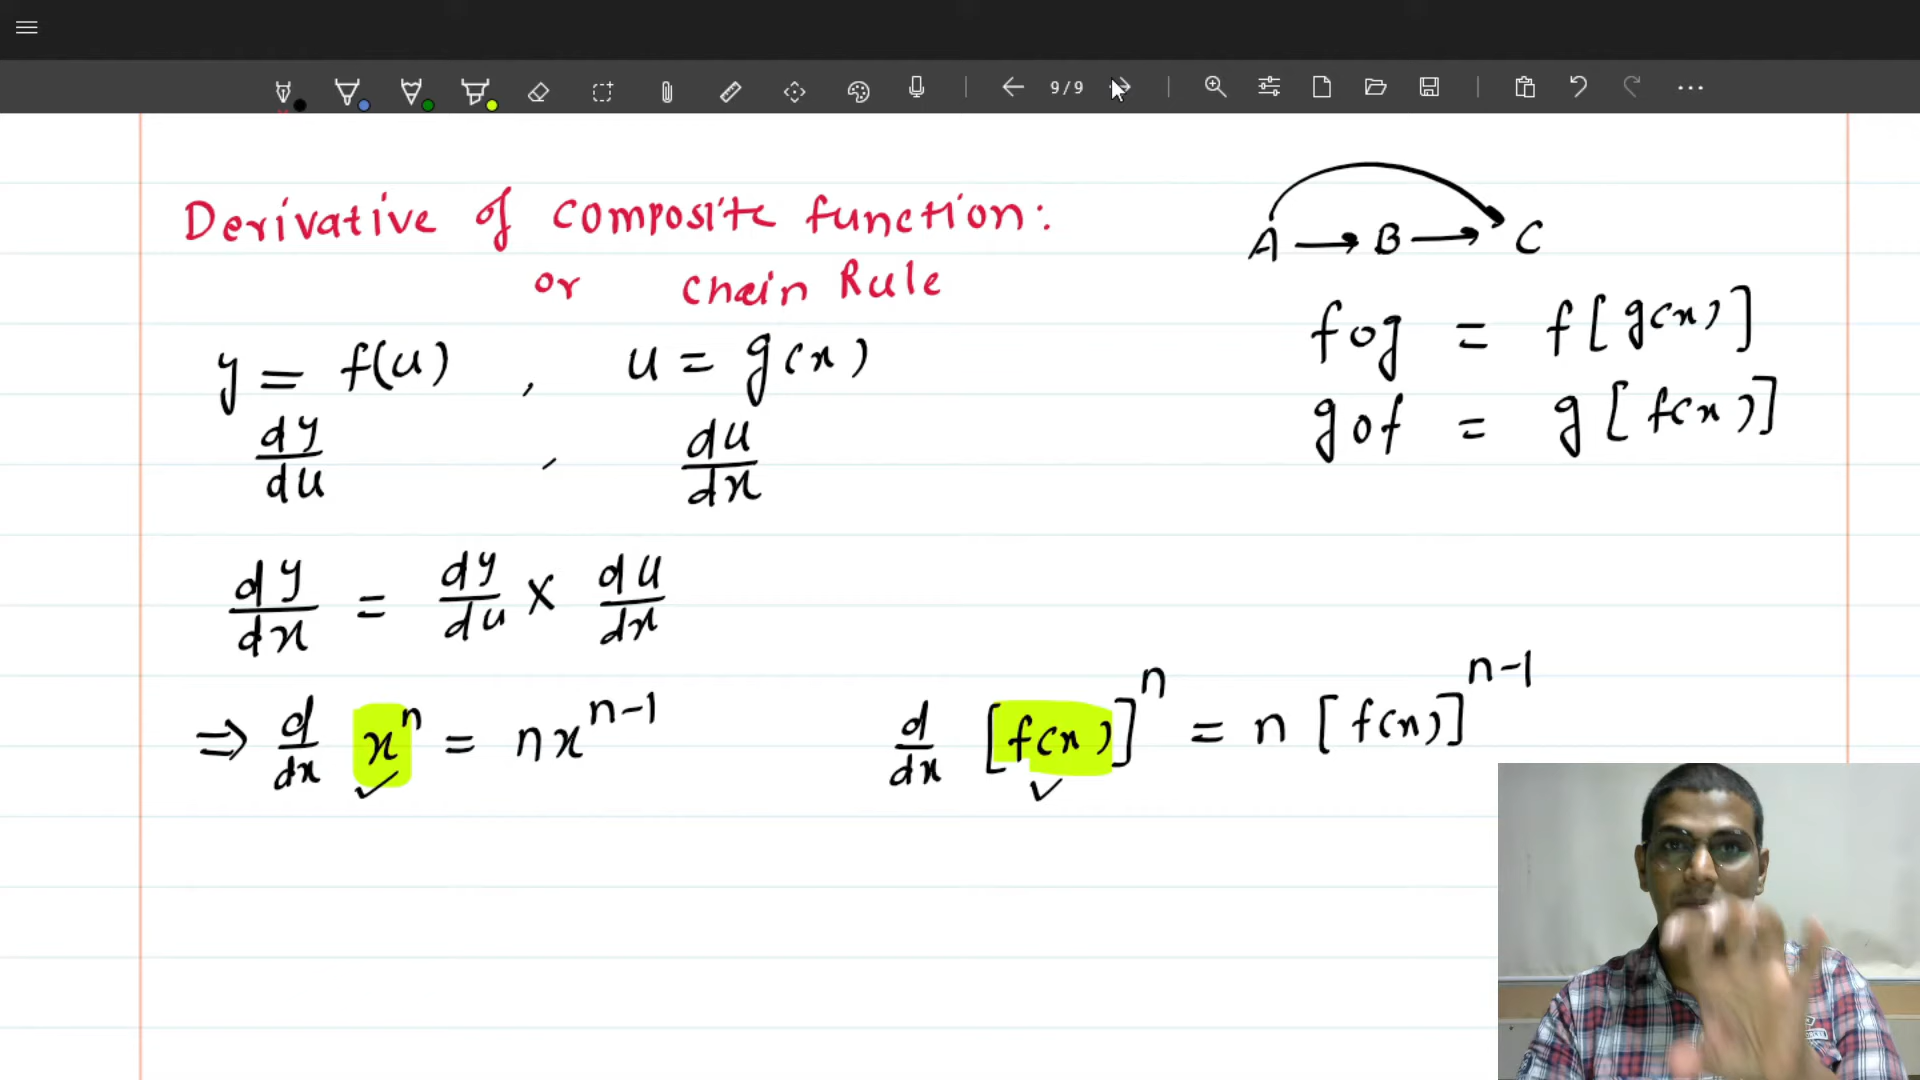 9/9
Derivative of composite function:
or chain Rule
y = f(u) , u = g(x)
dy/du , du/dx
dy/dx = dy/du × du/dx
⇒ d/dx x^n = nx^(n-1)
d/dx [f(x)]^n = n [f(x)]^(n-1)
A → B → C
fog = f[g(x)]
gof = g[f(x)]